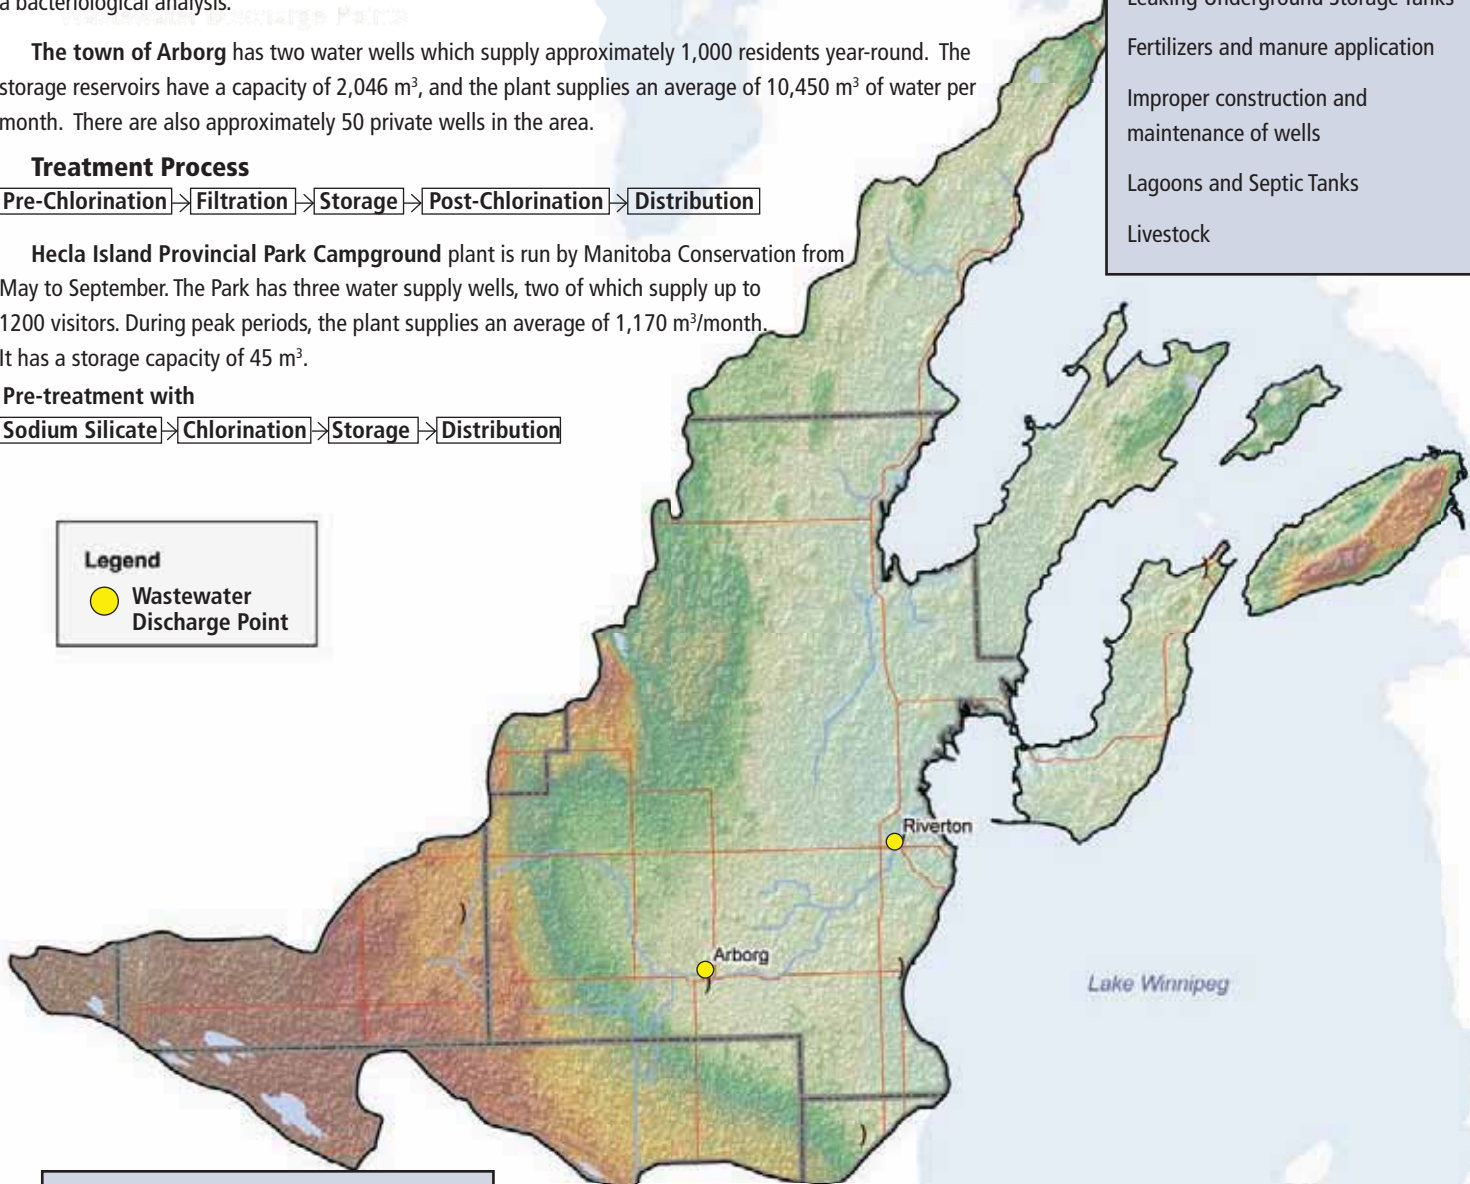 a bacteriological analysis.
The town of Arborg has two water wells which supply approximately 1,000 residents year-round. The
storage reservoirs have a capacity of 2,046 m³, and the plant supplies an average of 10,450 m³ of water per
month. There are also approximately 50 private wells in the area.
Treatment Process
Pre-Chlorination → Filtration → Storage → Post-Chlorination → Distribution
Hecla Island Provincial Park Campground plant is run by Manitoba Conservation from
May to September. The Park has three water supply wells, two of which supply up to
1200 visitors. During peak periods, the plant supplies an average of 1,170 m³/month.
It has a storage capacity of 45 m³.
Pre-treatment with
Sodium Silicate → Chlorination → Storage → Distribution
Leaking Underground Storage Tanks
Fertilizers and manure application
Improper construction and
maintenance of wells
Lagoons and Septic Tanks
Livestock
Legend
Wastewater
Discharge Point
Riverton
Arborg
Lake Winnipeg